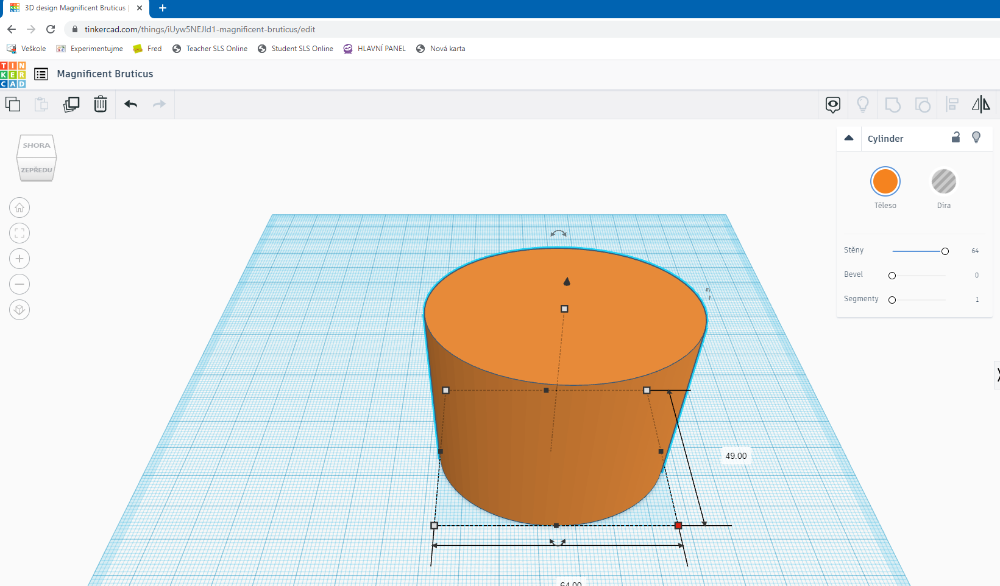 3D design Magnificent Bruticus |
tinkercad.com/things/iUyw5NEJId1-magnificent-bruticus/edit
Veškole Experimentujme Fred Teacher SLS Online Student SLS Online HLAVNÍ PANEL Nová karta
TIN
KER
CAD
Magnificent Bruticus
SHORA
ZEPŘEDU
Cylinder
Těleso Díra
Stěny 64
Bevel 0
Segmenty 1
49.00
64.00